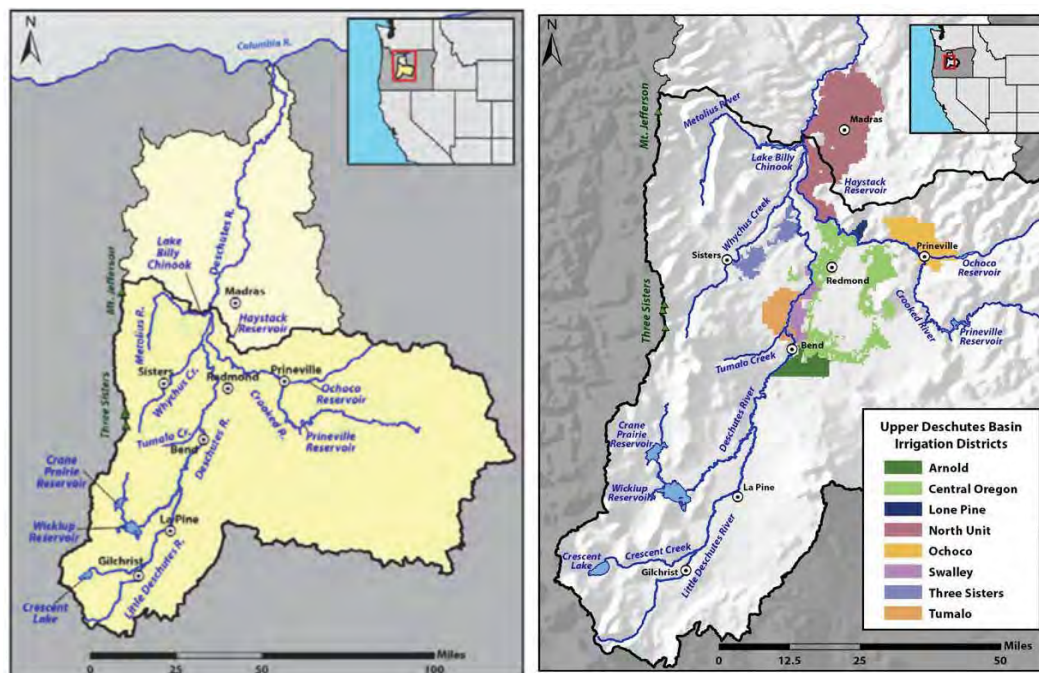 Columbia R.
N
Mt. Jefferson
Three Sisters
Deschutes R.
Lake
Billy
Chinook
Madras
Haystack
Reservoir
Metolius R.
Sisters
Whychus Cr.
Redmond
Prineville
Ochoco
Reservoir
Crooked R.
Prineville
Reservoir
Tumalo Cr.
Bend
Deschutes R.
Crane
Prairie
Reservoir
Wickiup
Reservoir
La Pine
Gilchrist
Little Deschutes R.
Crescent
Lake
Miles
0
25
50
100
N
Mt. Jefferson
Three Sisters
Metolius River
Madras
Lake Billy
Chinook
Haystack
Reservoir
Whychus Creek
Sisters
Prineville
Ochoco
Reservoir
Redmond
Crooked River
Prineville
Reservoir
Bend
Tumalo Creek
Deschutes River
Crane
Prairie
Reservoir
Wickiup
Reservoir
La Pine
Crescent Creek
Crescent
Lake
Gilchrist
Little Deschutes River
Upper Deschutes Basin
Irrigation Districts
Arnold
Central Oregon
Lone Pine
North Unit
Ochoco
Swalley
Three Sisters
Tumalo
Miles
0
12.5
25
50